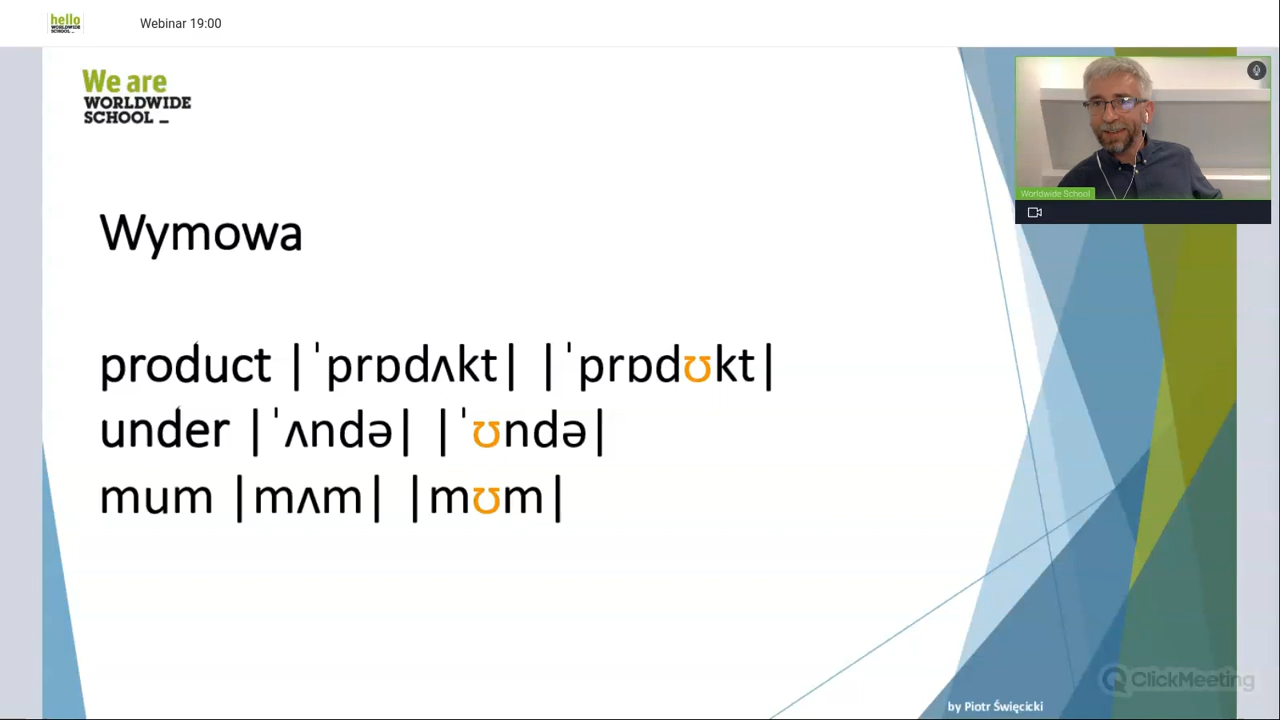 hello
WORLDWIDE
SCHOOL _
Webinar 19:00
We are
WORLDWIDE
SCHOOL _
Worldwide School
Wymowa
product |ˈprɒdʌkt| |ˈprɒdʊkt|
under |ˈʌndə| |ˈʊndə|
mum |mʌm| |mʊm|
ClickMeeting
by Piotr Święcicki